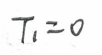 T₁ = 0